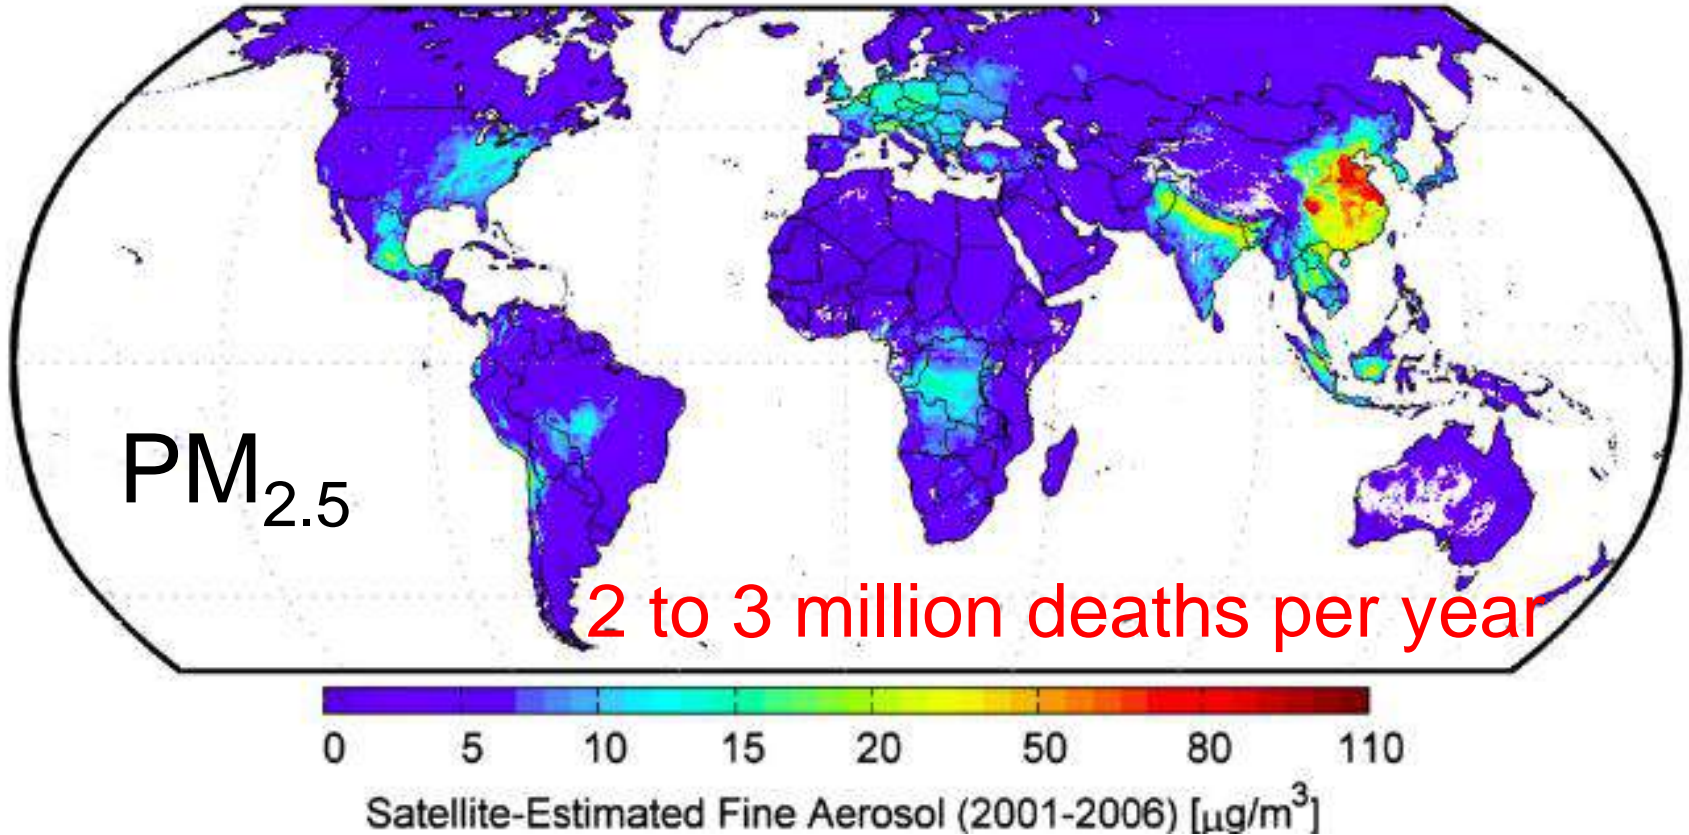 PM₂.₅
2 to 3 million deaths per year
0 5 10 15 20 50 80 110
Satellite-Estimated Fine Aerosol (2001-2006) [μg/m³]